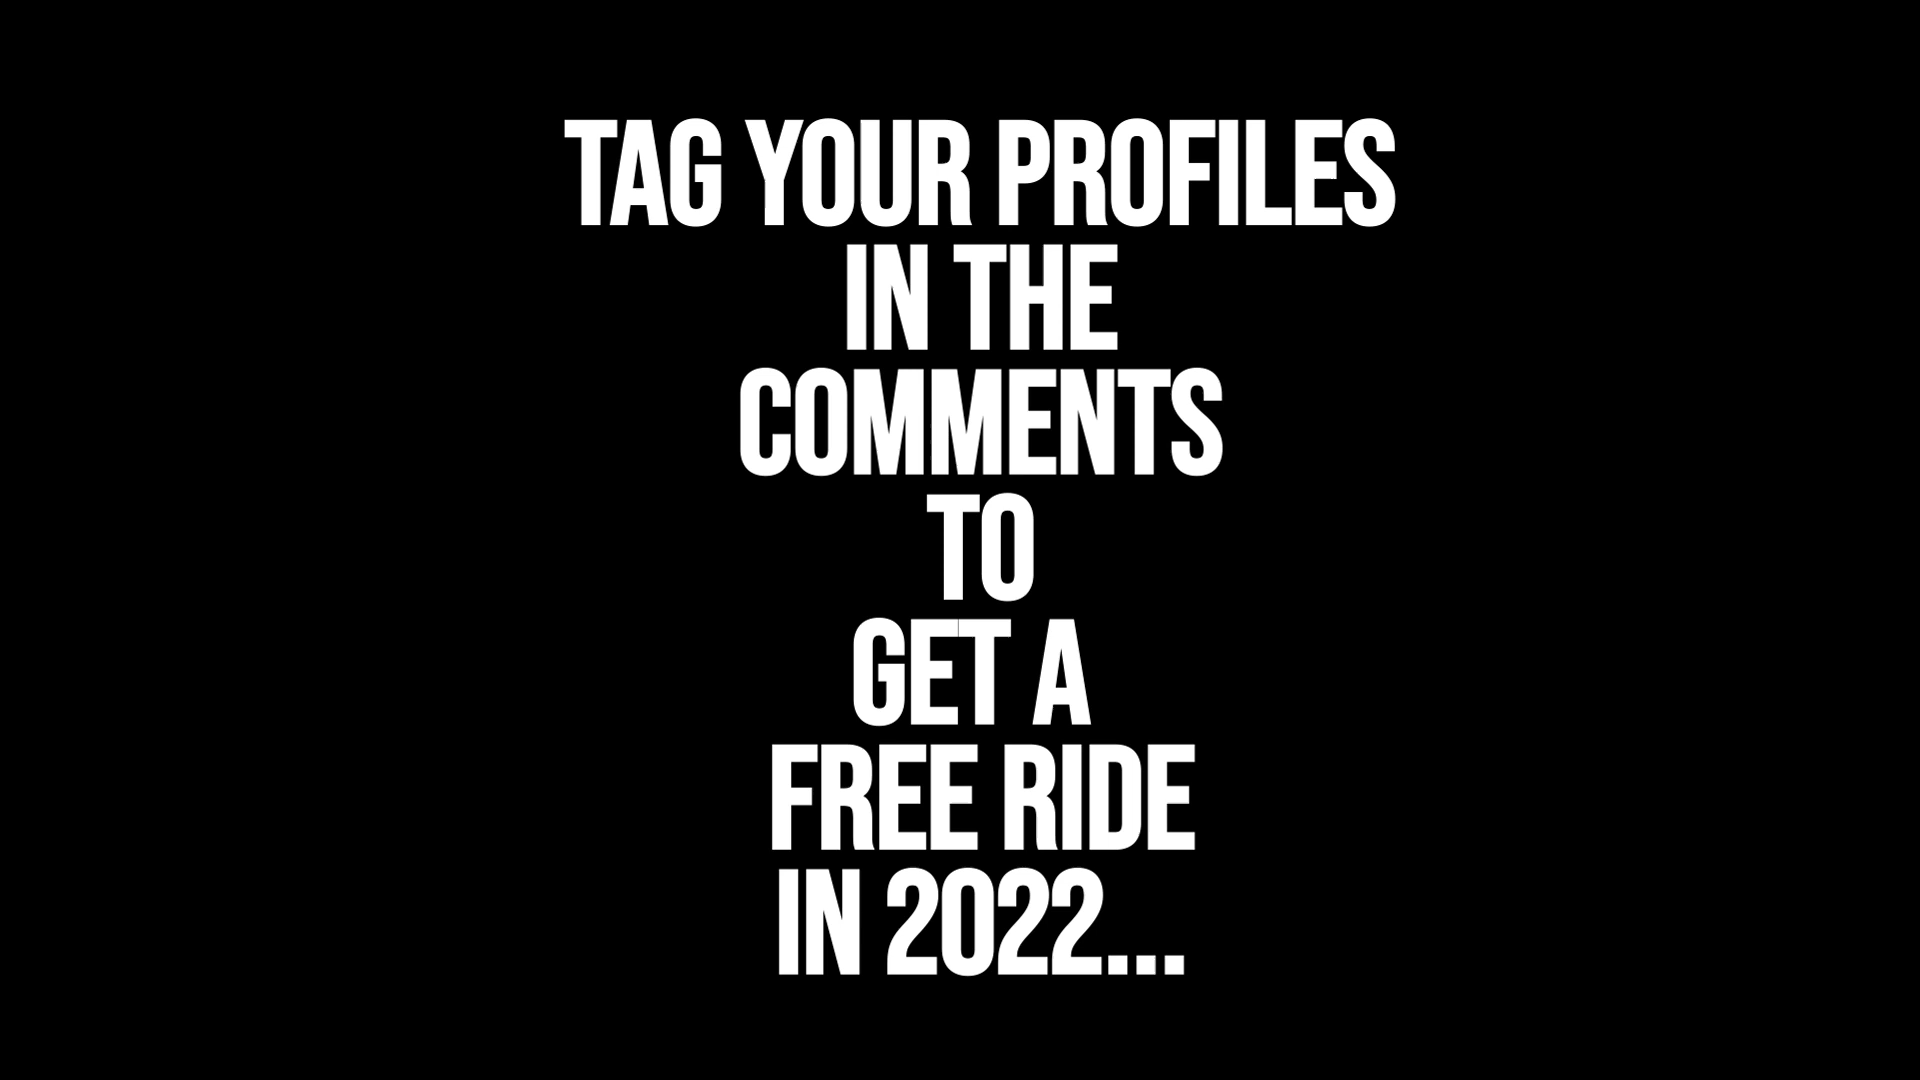 TAG YOUR PROFILES
IN THE
COMMENTS
TO
GET A
FREE RIDE
IN 2022...